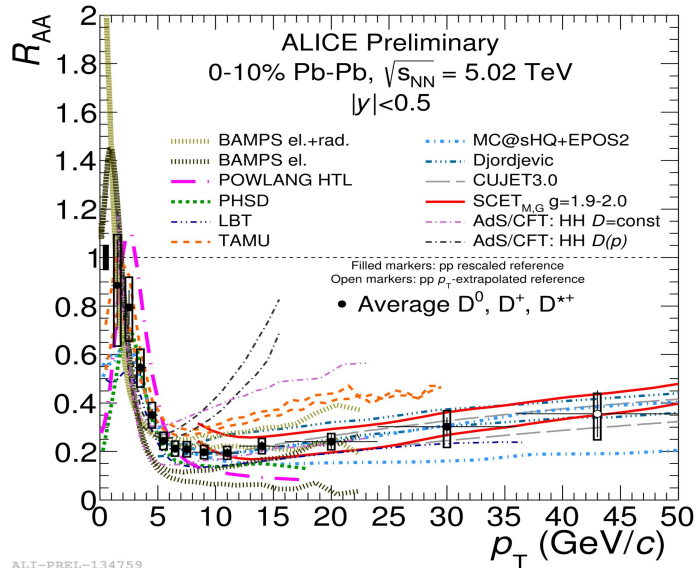 R_AA
2
1.8
1.6
1.4
1.2
1
0.8
0.6
0.4
0.2
0
ALICE Preliminary
0-10% Pb-Pb, √s_NN = 5.02 TeV
|y|<0.5
BAMPS el.+rad.
BAMPS el.
POWLANG HTL
PHSD
LBT
TAMU
MC@sHQ+EPOS2
Djordjevic
CUJET3.0
SCET_M,G g=1.9-2.0
AdS/CFT: HH D=const
AdS/CFT: HH D(p)
Filled markers: pp rescaled reference
Open markers: pp p_T-extrapolated reference
Average D⁰, D⁺, D*⁺
0 5 10 15 20 25 30 35 40 45 50
p_T (GeV/c)
ALI-PREL-134759